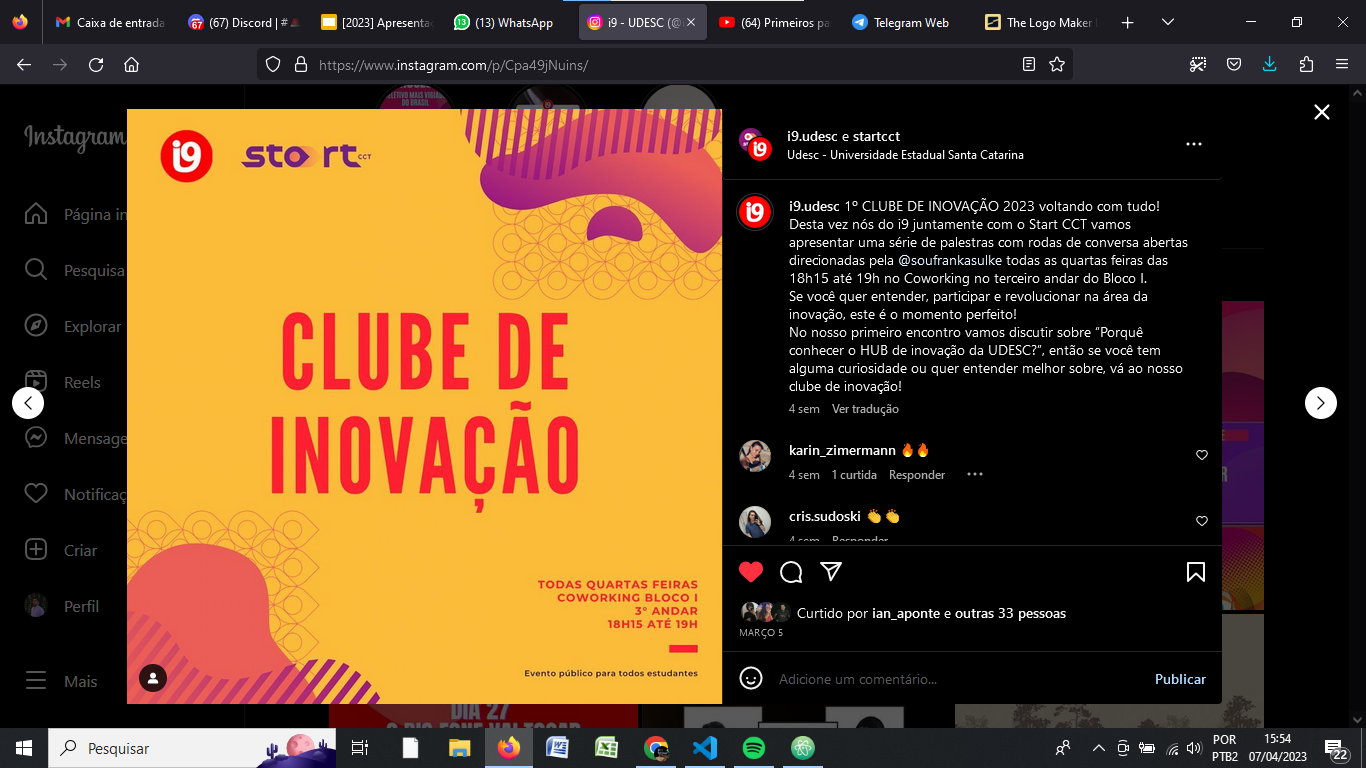 Caixa de entrada
(67) Discord | #
[2023] Apresentac
(13) WhatsApp
i9 - UDESC (@
(64) Primeiros pa
Telegram Web
The Logo Maker
https://www.instagram.com/p/Cpa49jNuins/
Instagram
Página in
Pesquisa
Explorar
Reels
Mensage
Notificaç
Criar
Perfil
Mais
DO BRASIL
i9
START CCT
CLUBE DE
INOVAÇÃO
TODAS QUARTAS FEIRAS
COWORKING BLOCO I
3° ANDAR
18H15 ATÉ 19H
Evento público para todos estudantes
i9.udesc e startcct
Udesc - Universidade Estadual Santa Catarina
i9.udesc 1º CLUBE DE INOVAÇÃO 2023 voltando com tudo!
Desta vez nós do i9 juntamente com o Start CCT vamos
apresentar uma série de palestras com rodas de conversa abertas
direcionadas pela @soufrankasulke todas as quartas feiras das
18h15 até 19h no Coworking no terceiro andar do Bloco I.
Se você quer entender, participar e revolucionar na área da
inovação, este é o momento perfeito!
No nosso primeiro encontro vamos discutir sobre “Porquê
conhecer o HUB de inovação da UDESC?”, então se você tem
alguma curiosidade ou quer entender melhor sobre, vá ao nosso
clube de inovação!
4 sem Ver tradução
karin_zimermann 🔥🔥
4 sem 1 curtida Responder
cris.sudoski 👏👏
4 sem Responder
Curtido por ian_aponte e outras 33 pessoas
MARÇO 5
Adicione um comentário...
Publicar
DIA 27
Pesquisar
POR
PTB2
15:54
07/04/2023
22